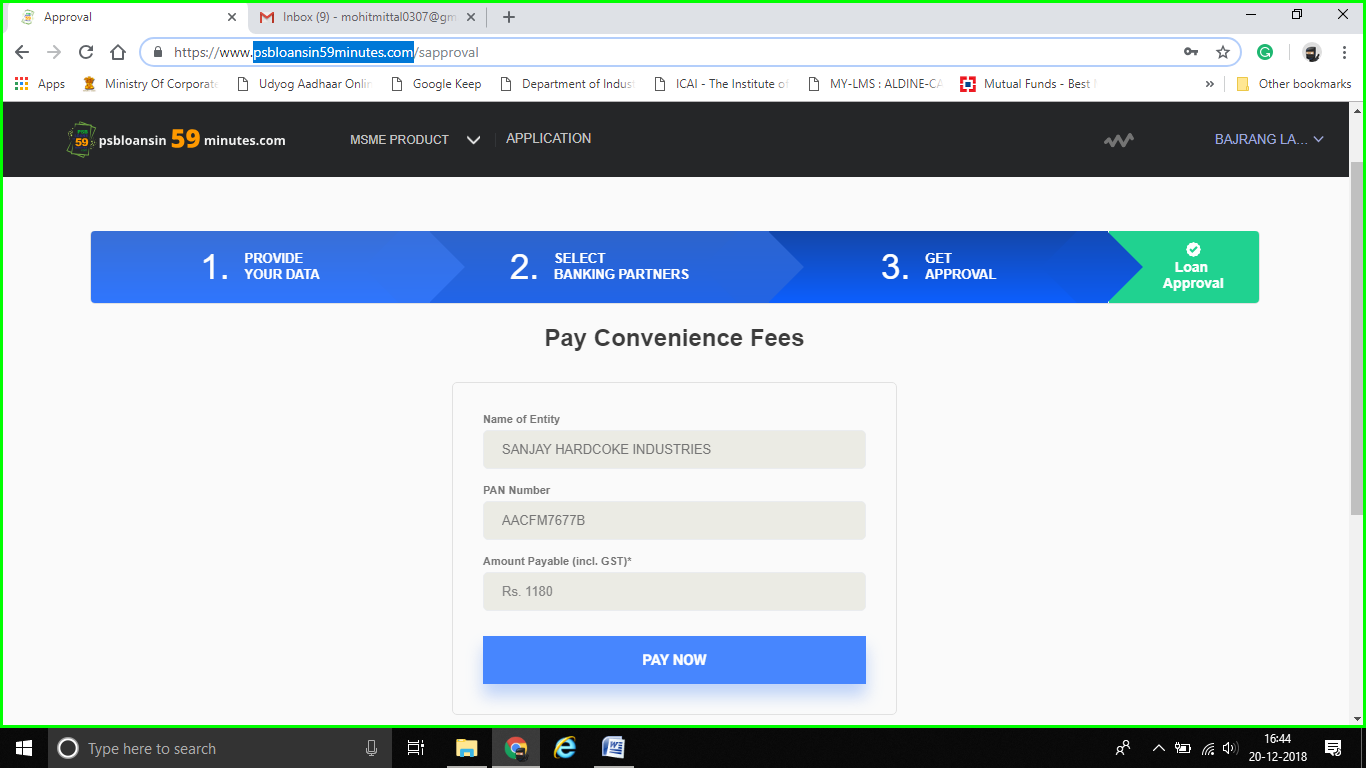 Approval
Inbox (9) - mohitmittal0307@gm
https://www.psbloansin59minutes.com/sapproval
Apps
Ministry Of Corporate
Udyog Aadhaar Onlin
Google Keep
Department of Indust
ICAI - The Institute of
MY-LMS : ALDINE-CA
Mutual Funds - Best
Other bookmarks
psbloansin 59 minutes.com
MSME PRODUCT
APPLICATION
BAJRANG LA...
1. PROVIDE
YOUR DATA
2. SELECT
BANKING PARTNERS
3. GET
APPROVAL
Loan
Approval
Pay Convenience Fees
Name of Entity
SANJAY HARDCOKE INDUSTRIES
PAN Number
AACFM7677B
Amount Payable (incl. GST)*
Rs. 1180
PAY NOW
Type here to search
16:44
20-12-2018